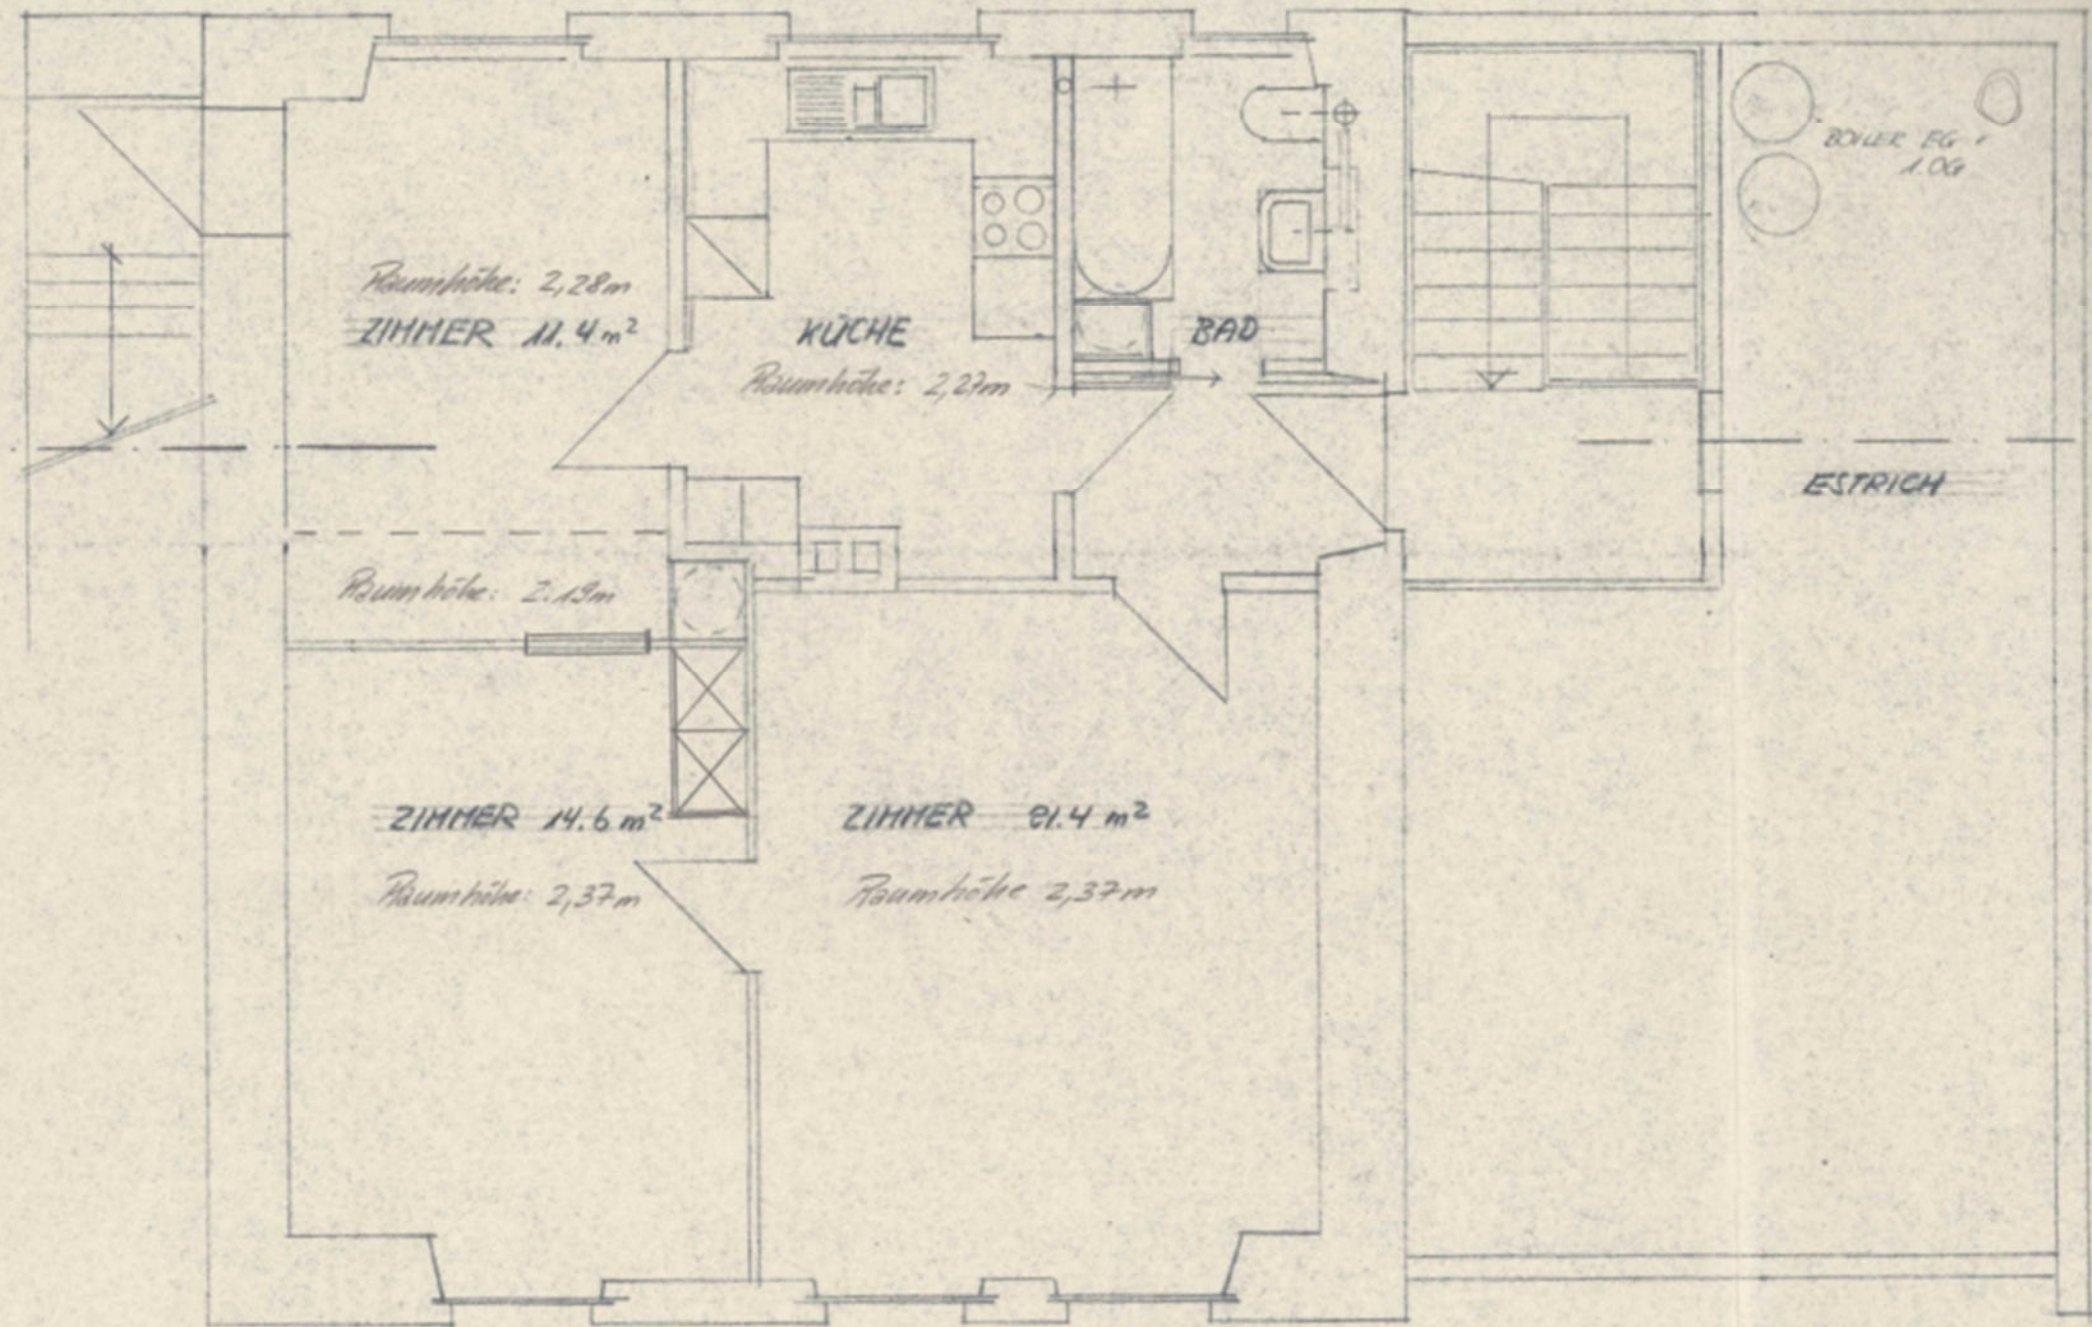 BOILER EG +
1.OG
Raumhöhe: 2,28m
ZIMMER 11.4 m²
KÜCHE
Raumhöhe: 2,27m
BAD
ESTRICH
Raumhöhe: 2.19m
ZIMMER 14.6 m²
Raumhöhe: 2,37m
ZIMMER 21.4 m²
Raumhöhe 2,37m